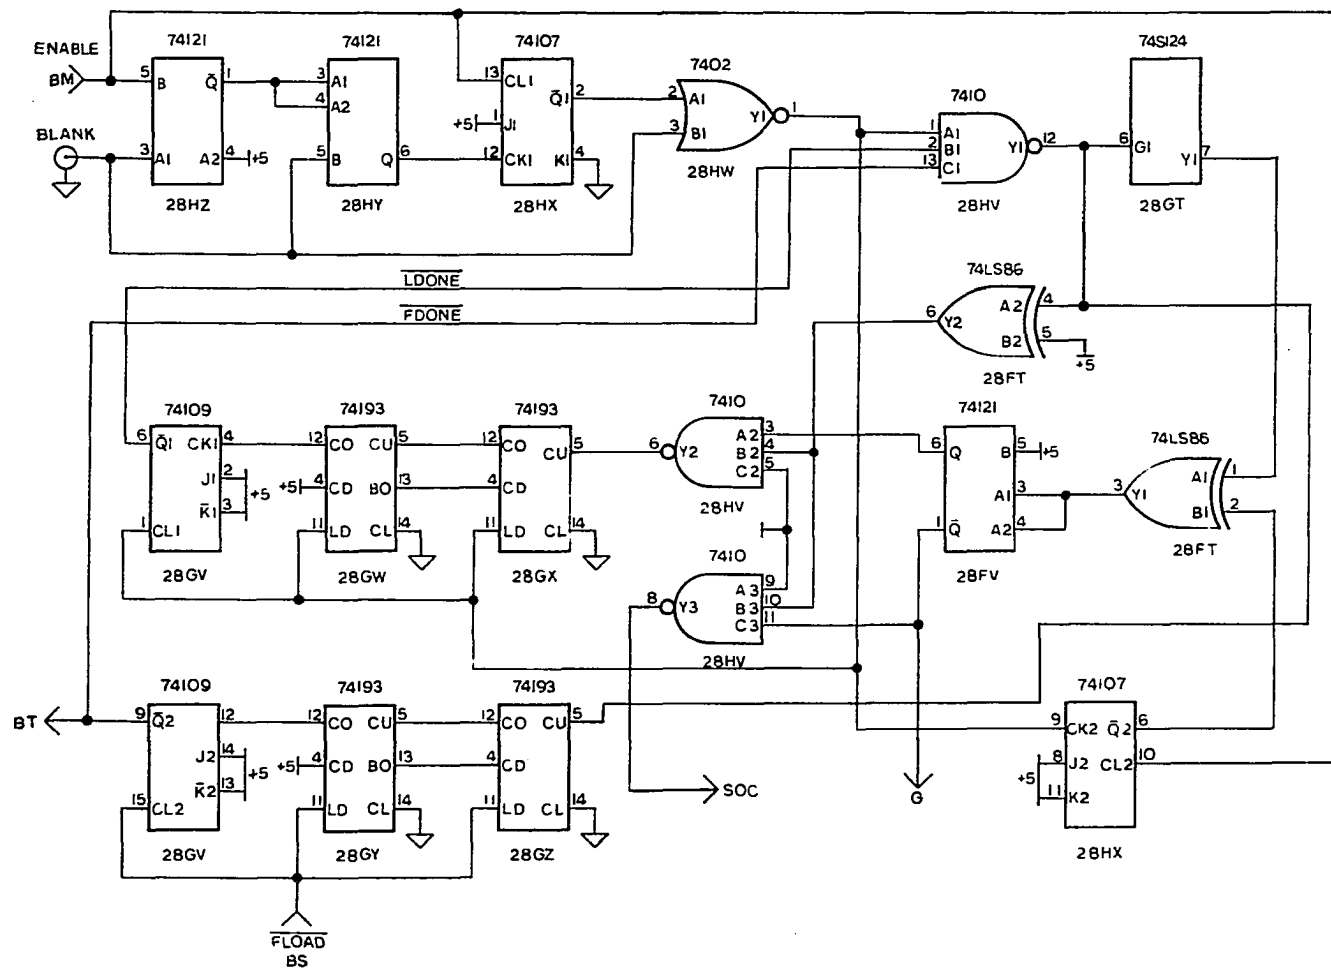 ENABLE
BM
BLANK
74121
5 B Q̅ 1
3 A1 A2 4 +5
28HZ
74121
3 A1
4 A2
5 B Q 6
28HY
74107
13 CL1
Q̅1 2
+5 1 J1
12 CK1 K1 4
28HX
7402
2 A1
3 B1
Y1 1
28HW
7410
1 A1
2 B1
13 C1
Y1 12
28HV
74S124
6 G1
Y1 7
28GT
L̅D̅O̅N̅E̅
F̅D̅O̅N̅E̅
74LS86
6 Y2 A2 4
B2 5
+5
28FT
74109
6 Q̅1 CK1 4
J1 2
+5
K̅1 3
1 CL1
28GV
74193
12 CO CU 5
+5 4 CD BO 13
11 LD CL 14
28GW
74193
12 CO CU 5
4 CD
11 LD CL 14
28GX
7410
6 Y2 A2 3
B2 4
C2 5
28HV
7410
8 Y3 A3 9
B3 10
C3 11
28HV
74121
6 Q B 5 +5
A1 3
1 Q̅ A2 4
28FV
74LS86
3 Y1 A1 1
B1 2
28FT
BT
74109
9 Q̅2 12
J2 14
+5
K̅2 13
15 CL2
28GV
74193
12 CO CU 5
+5 4 CD BO 13
11 LD CL 14
28GY
74193
12 CO CU 5
4 CD
11 LD CL 14
28GZ
SOC
G
74107
9 CK2 Q̅2 6
+5 8 J2 CL2 10
11 K2
28HX
F̅L̅O̅A̅D̅
BS